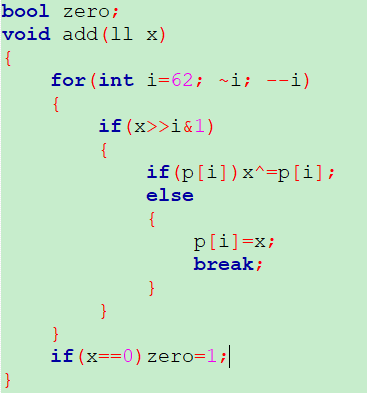 bool zero;
void add(ll x)
{
    for(int i=62; ~i; --i)
    {
        if(x>>i&1)
        {
            if(p[i])x^=p[i];
            else
            {
                p[i]=x;
                break;
            }
        }
    }
    if(x==0)zero=1;
}